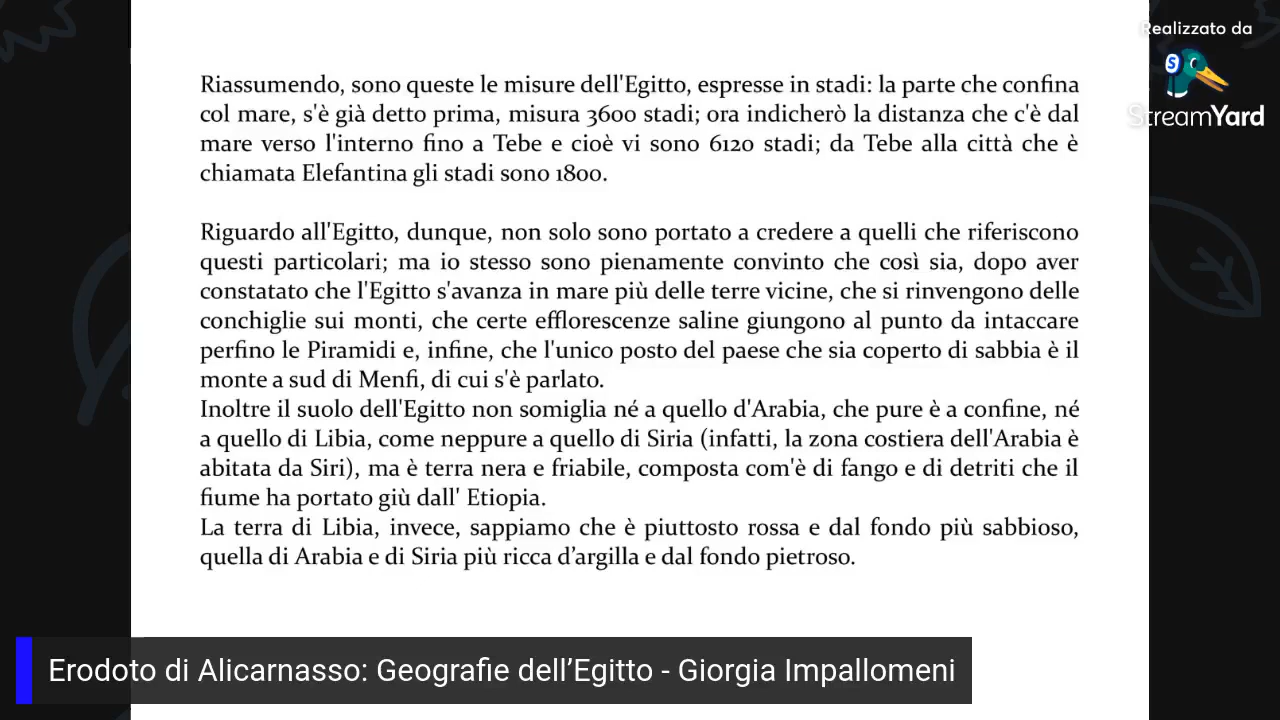 Realizzato da
StreamYard
Riassumendo, sono queste le misure dell'Egitto, espresse in stadi: la parte che confina
col mare, s'è già detto prima, misura 3600 stadi; ora indicherò la distanza che c'è dal
mare verso l'interno fino a Tebe e cioè vi sono 6120 stadi; da Tebe alla città che è
chiamata Elefantina gli stadi sono 1800.
Riguardo all'Egitto, dunque, non solo sono portato a credere a quelli che riferiscono
questi particolari; ma io stesso sono pienamente convinto che così sia, dopo aver
constatato che l'Egitto s'avanza in mare più delle terre vicine, che si rinvengono delle
conchiglie sui monti, che certe efflorescenze saline giungono al punto da intaccare
perfino le Piramidi e, infine, che l'unico posto del paese che sia coperto di sabbia è il
monte a sud di Menfi, di cui s'è parlato.
Inoltre il suolo dell'Egitto non somiglia né a quello d'Arabia, che pure è a confine, né
a quello di Libia, come neppure a quello di Siria (infatti, la zona costiera dell'Arabia è
abitata da Siri), ma è terra nera e friabile, composta com'è di fango e di detriti che il
fiume ha portato giù dall' Etiopia.
La terra di Libia, invece, sappiamo che è piuttosto rossa e dal fondo più sabbioso,
quella di Arabia e di Siria più ricca d’argilla e dal fondo pietroso.
Erodoto di Alicarnasso: Geografie dell’Egitto - Giorgia Impallomeni